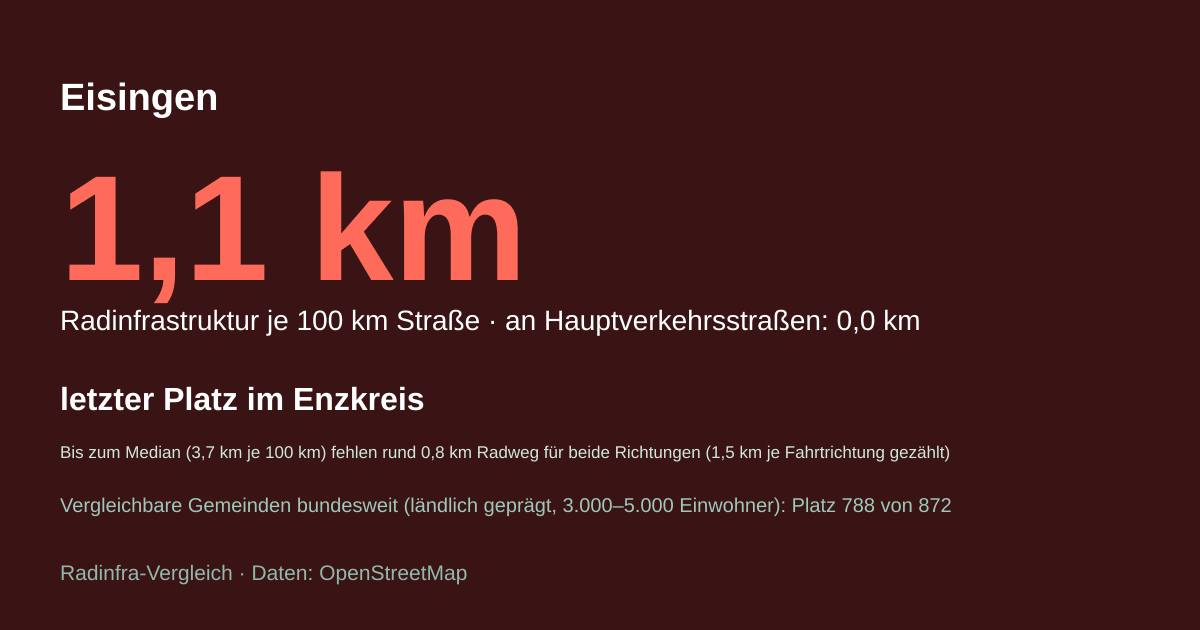 Eisingen
1,1 km
Radinfrastruktur je 100 km Straße · an Hauptverkehrsstraßen: 0,0 km
letzter Platz im Enzkreis
Bis zum Median (3,7 km je 100 km) fehlen rund 0,8 km Radweg für beide Richtungen (1,5 km je Fahrtrichtung gezählt)
Vergleichbare Gemeinden bundesweit (ländlich geprägt, 3.000–5.000 Einwohner): Platz 788 von 872
Radinfra-Vergleich · Daten: OpenStreetMap